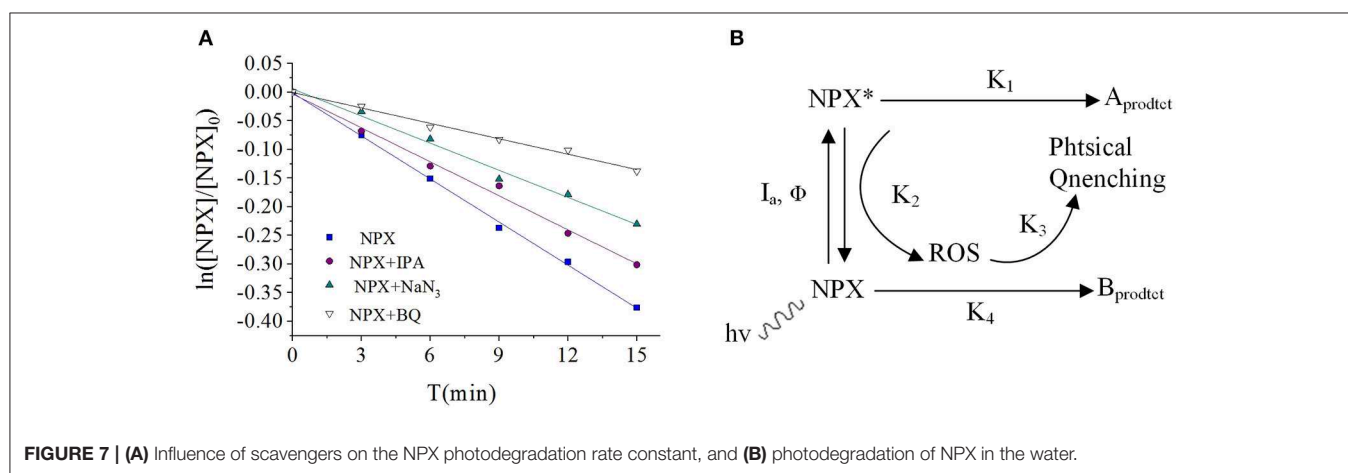 A
0.05
0.00
-0.05
-0.10
-0.15
-0.20
-0.25
-0.30
-0.35
-0.40
ln([NPX]/[NPX]₀)
NPX
NPX+IPA
NPX+NaN₃
NPX+BQ
0 3 6 9 12 15
T(min)
B
NPX* K₁ Aprodtct
Phtsical
Qnenching
Iₐ, Φ K₂ K₃
ROS
NPX K₄ Bprodtct
hv
FIGURE 7 | (A) Influence of scavengers on the NPX photodegradation rate constant, and (B) photodegradation of NPX in the water.